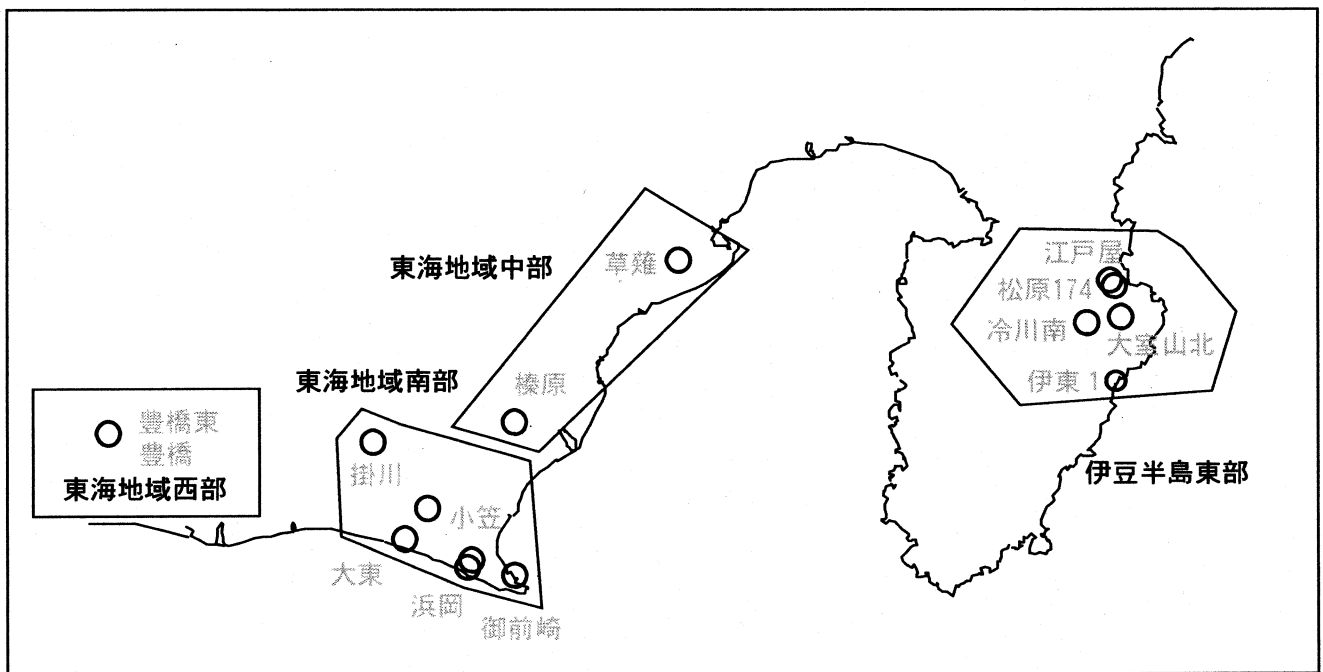 江戸屋
東海地域中部
草薙
松原174
冷川南
大室山北
東海地域南部
榛原
伊東1
豊橋東
豊橋
掛川
伊豆半島東部
東海地域西部
小笠
大東
浜岡
御前崎